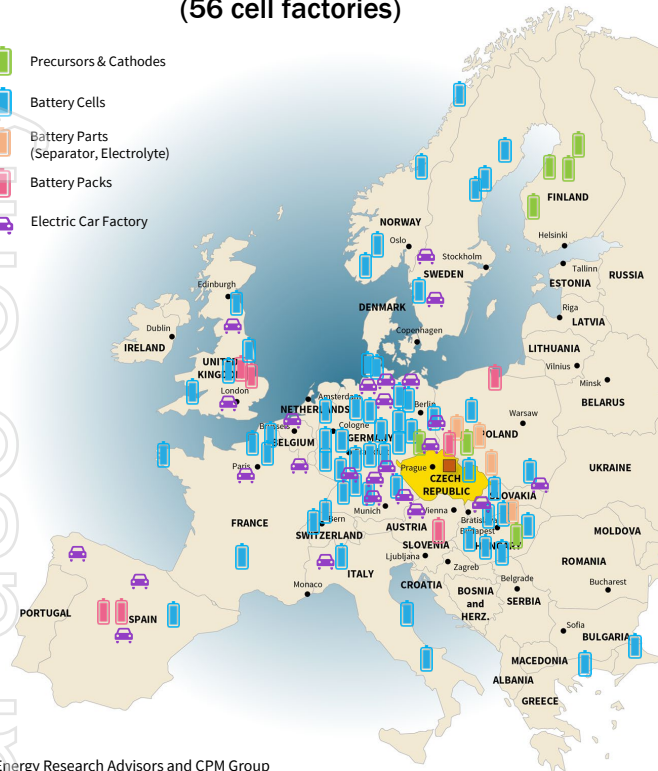 (56 cell factories)
Precursors & Cathodes
Battery Cells
Battery Parts
(Separator, Electrolyte)
Battery Packs
Electric Car Factory
FINLAND
NORWAY
Oslo
Helsinki
Stockholm
SWEDEN
Tallinn
ESTONIA
RUSSIA
Edinburgh
DENMARK
Riga
LATVIA
Dublin
IRELAND
Copenhagen
LITHUANIA
Vilnius
UNITED
KINGDOM
Minsk
London
Amsterdam
Berlin
BELARUS
NETHERLANDS
Warsaw
Brussels
Cologne
BELGIUM
GERMANY
POLAND
Paris
Prague
UKRAINE
CZECH
REPUBLIC
SLOVAKIA
Munich
Vienna
FRANCE
Bern
Bratislava
AUSTRIA
Budapest
SWITZERLAND
HUNGARY
MOLDOVA
SLOVENIA
Ljubljana
ROMANIA
ITALY
Zagreb
Monaco
CROATIA
Belgrade
Bucharest
BOSNIA
and
HERZ.
SERBIA
PORTUGAL
SPAIN
Sofia
BULGARIA
MACEDONIA
ALBANIA
GREECE
Energy Research Advisors and CPM Group